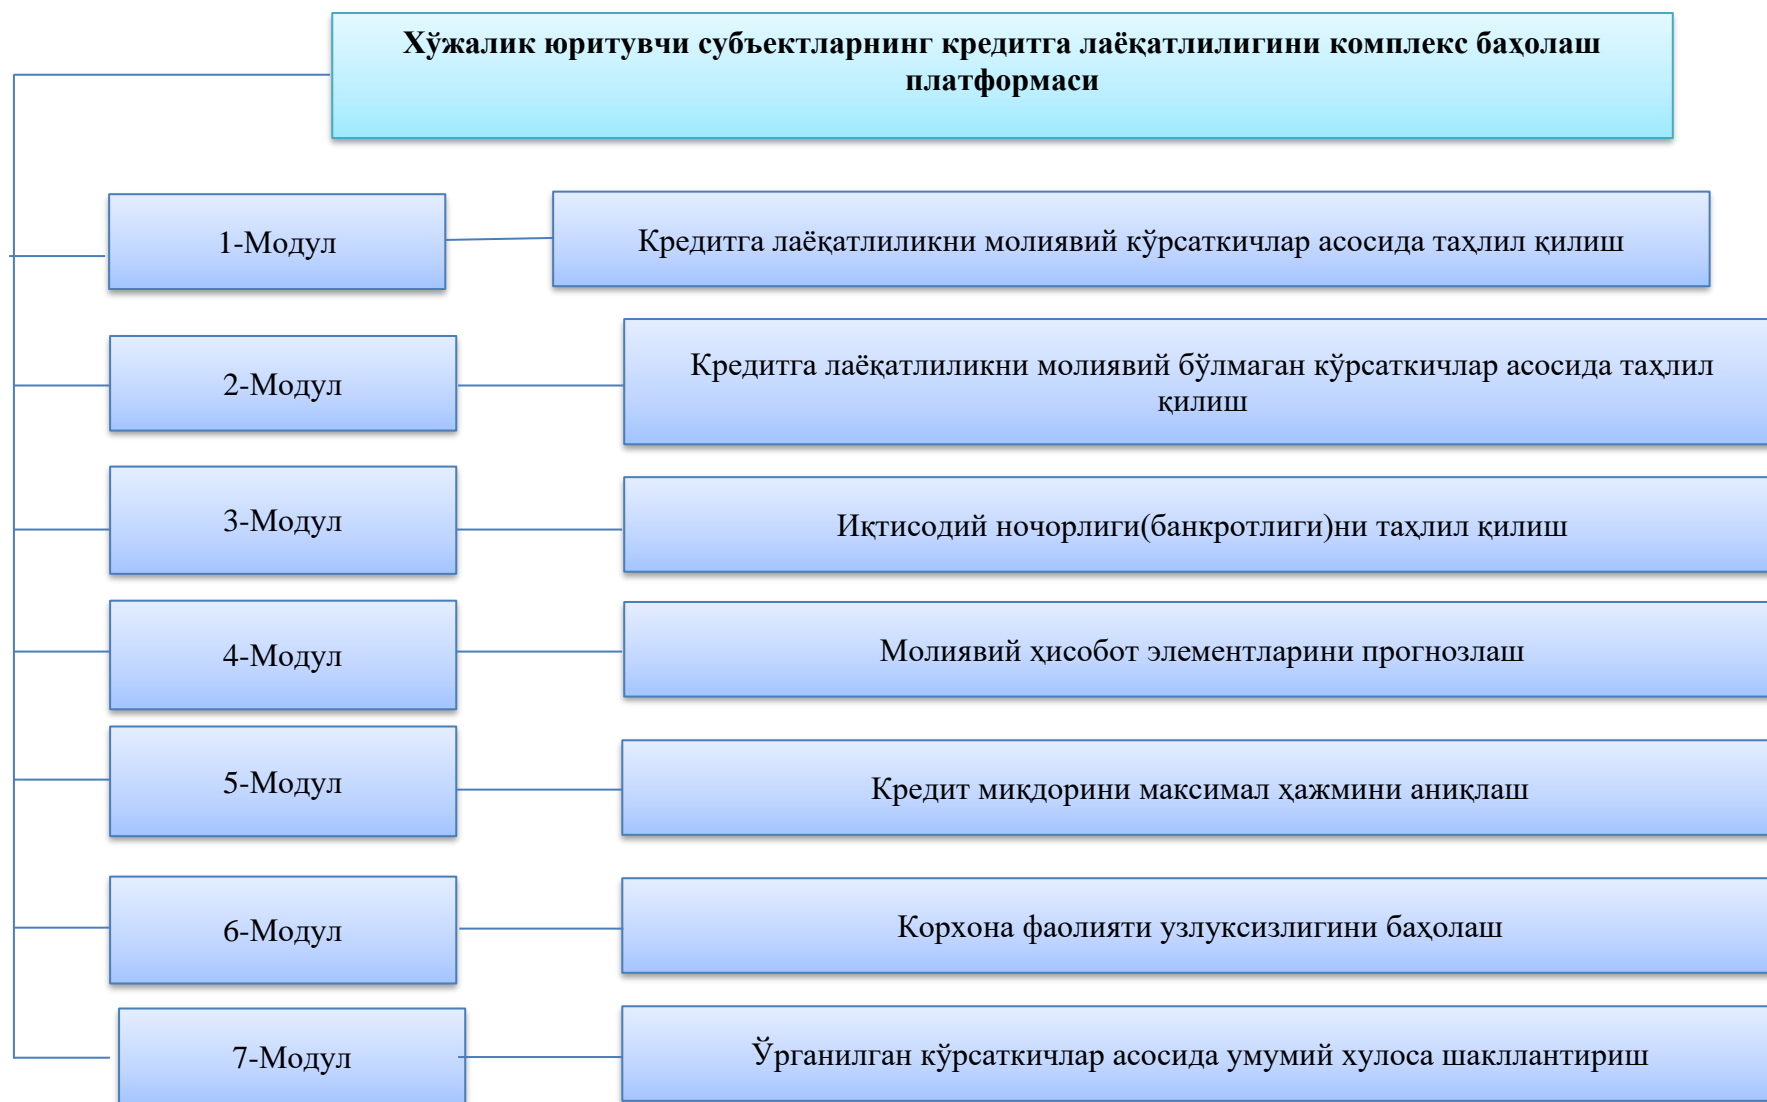 Хўжалик юритувчи субъектларнинг кредитга лаёқатлилигини комплекс баҳолаш
платформаси
1-Модул
Кредитга лаёқатлиликни молиявий кўрсаткичлар асосида таҳлил қилиш
2-Модул
Кредитга лаёқатлиликни молиявий бўлмаган кўрсаткичлар асосида таҳлил
қилиш
3-Модул
Иқтисодий ночорлиги(банкротлиги)ни таҳлил қилиш
4-Модул
Молиявий ҳисобот элементларини прогнозлаш
5-Модул
Кредит миқдорини максимал ҳажмини аниқлаш
6-Модул
Корхона фаолияти узлуксизлигини баҳолаш
7-Модул
Ўрганилган кўрсаткичлар асосида умумий хулоса шакллантириш